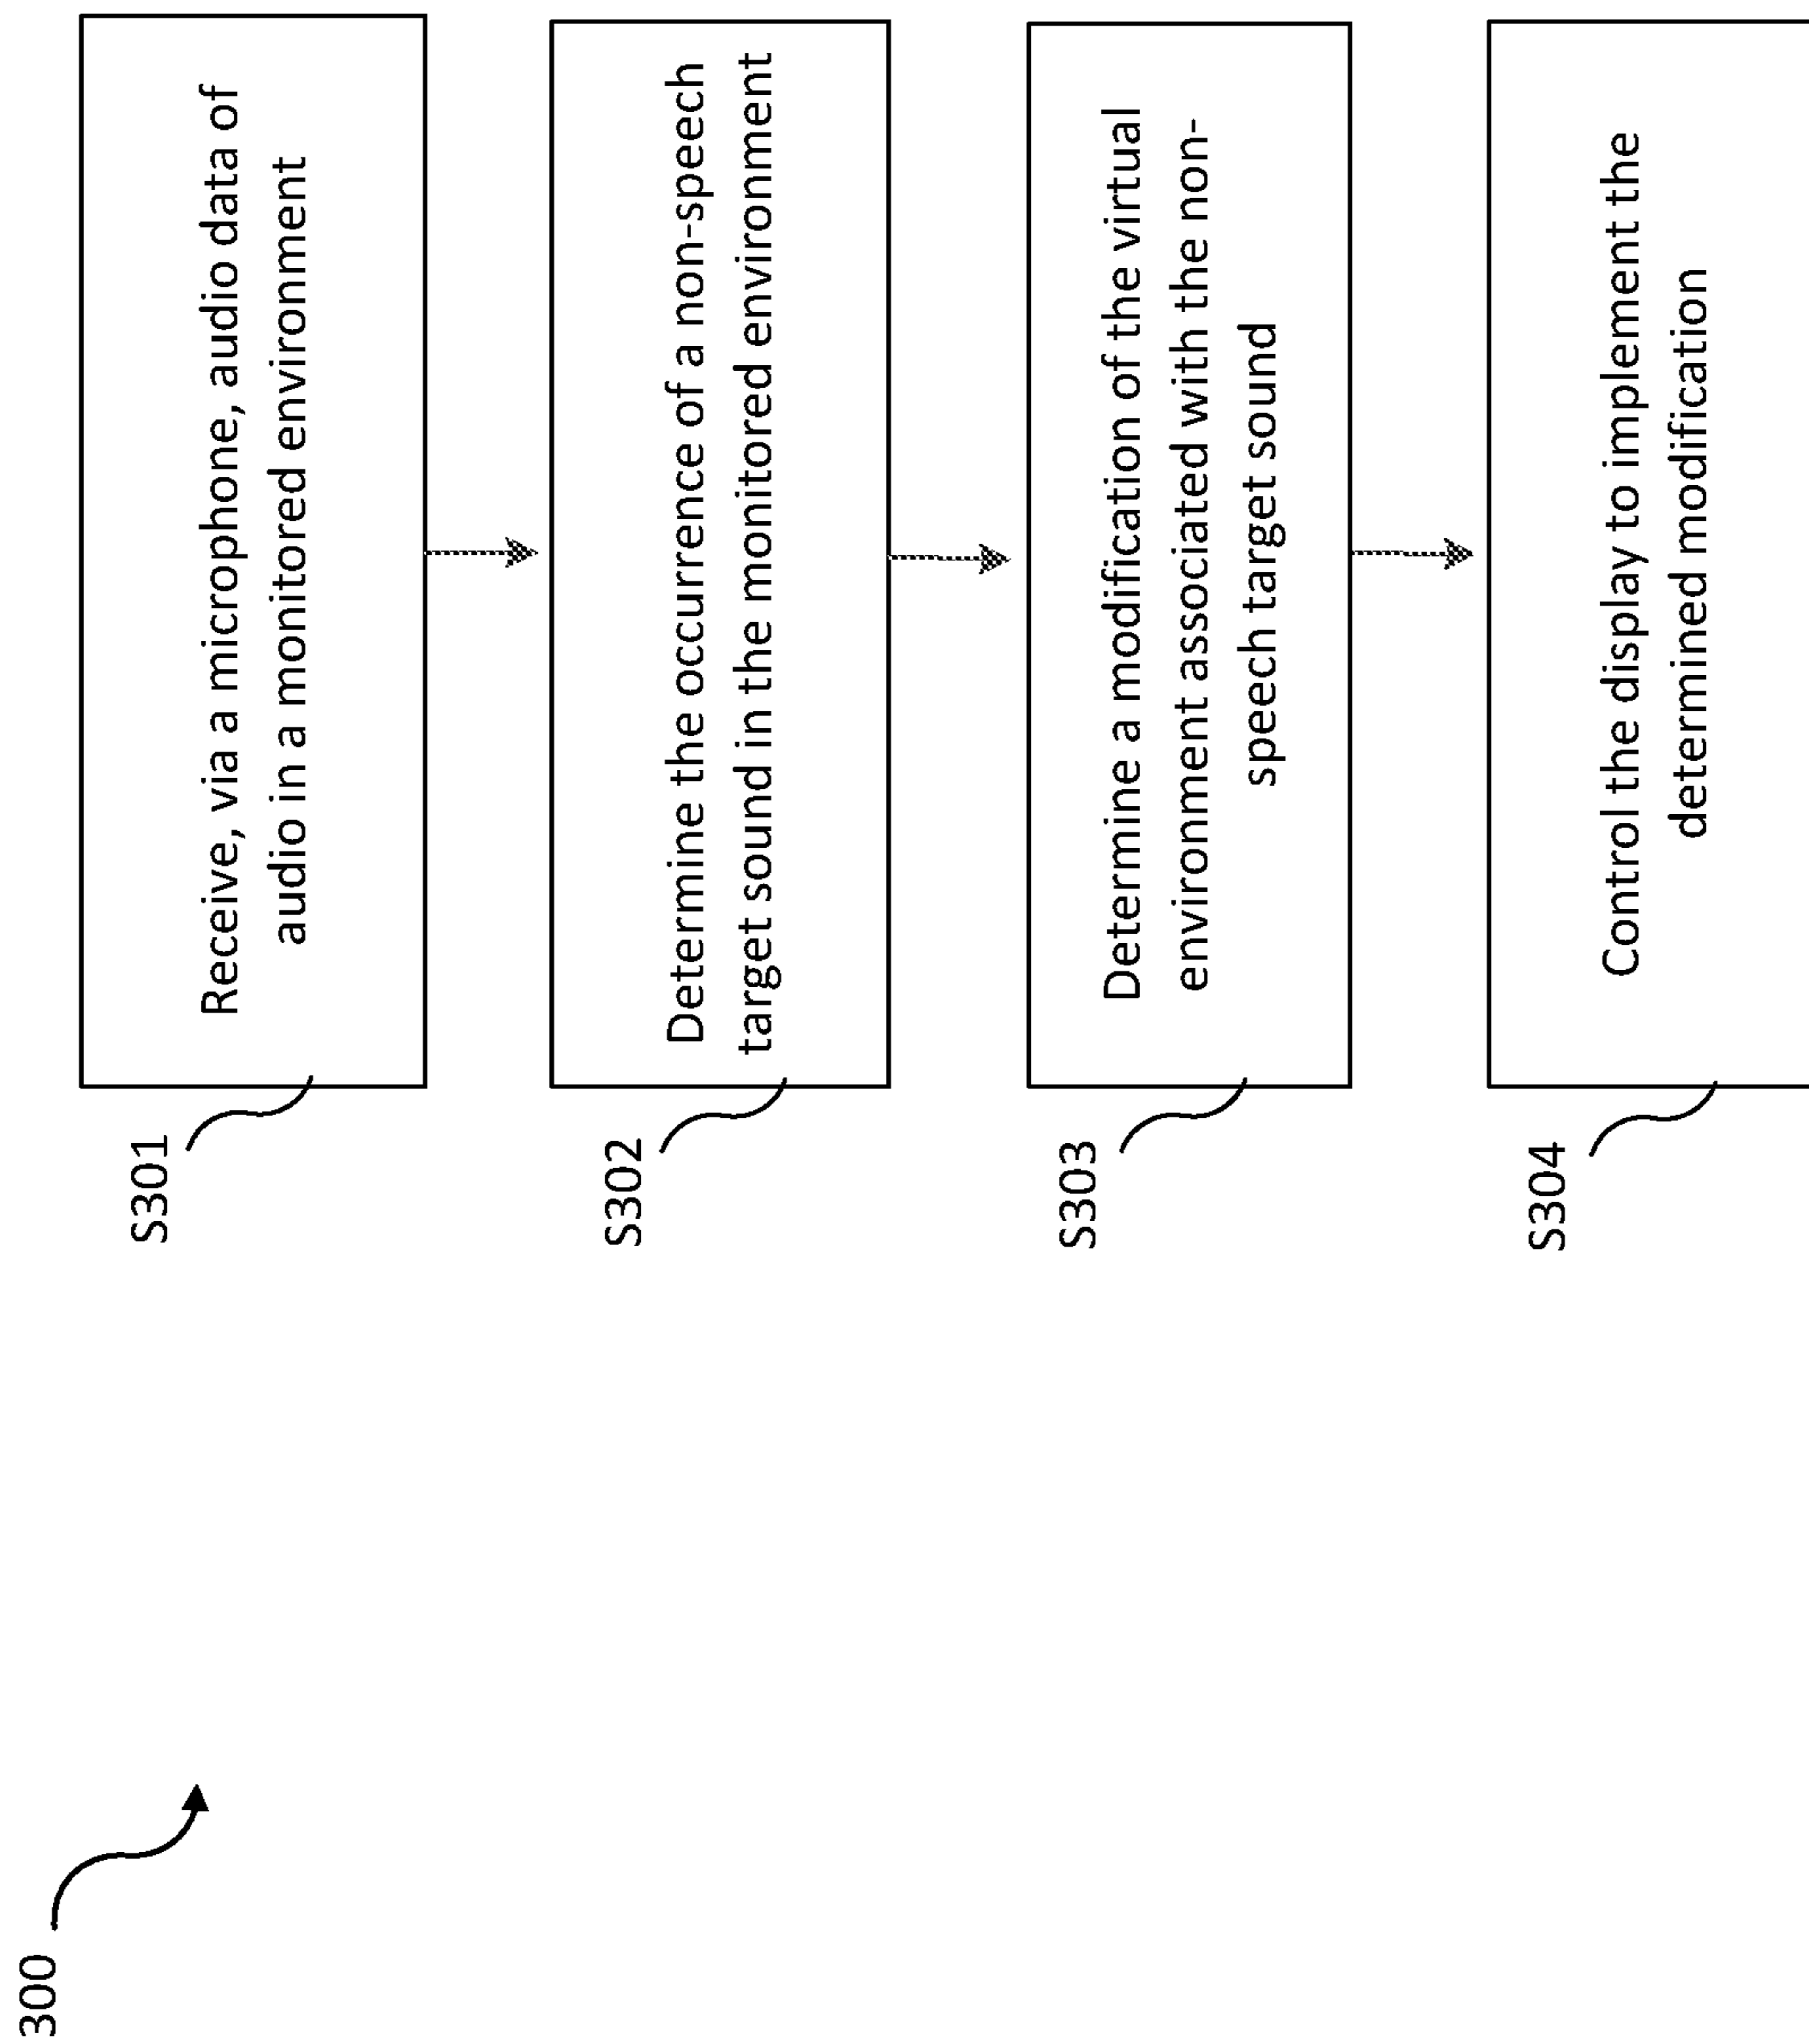 300
S301
Receive, via a microphone, audio data of
audio in a monitored environment
S302
Determine the occurrence of a non-speech
target sound in the monitored environment
S303
Determine a modification of the virtual
environment associated with the non-
speech target sound
S304
Control the display to implement the
determined modification